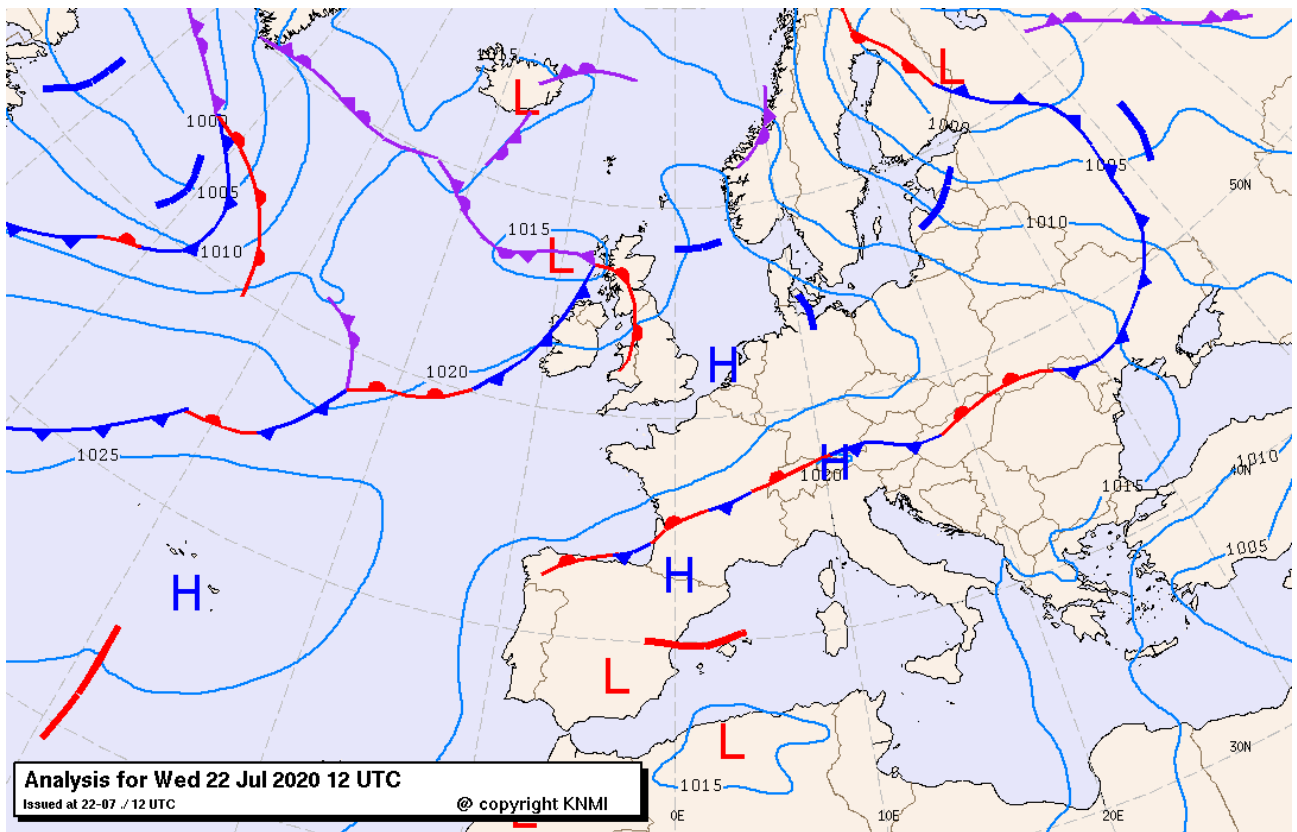 1015
L
L
1000
1000
1005
50N
1005
1010
1015
1010
L
H
1020
1025
1010
H
40N
1020
1015
1005
H
H
L
L
30N
Analysis for Wed 22 Jul 2020 12 UTC
1015
Issued at 22-07 ./ 12 UTC
@ copyright KNMI
0E
10E
20E